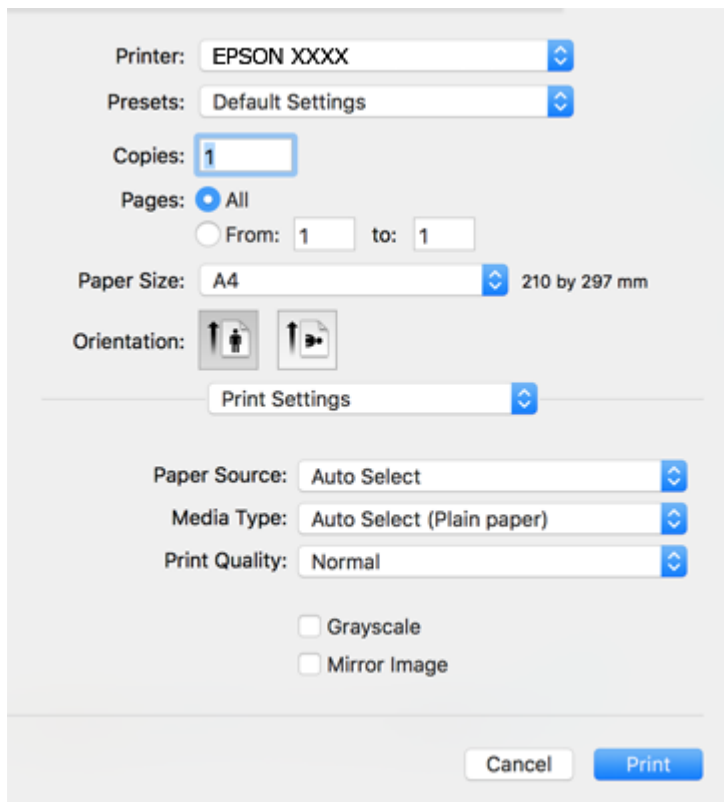 Printer: EPSON XXXX
Presets: Default Settings
Copies: 1
Pages: All
From: 1 to: 1
Paper Size: A4 210 by 297 mm
Orientation:
Print Settings
Paper Source: Auto Select
Media Type: Auto Select (Plain paper)
Print Quality: Normal
Grayscale
Mirror Image
Cancel Print